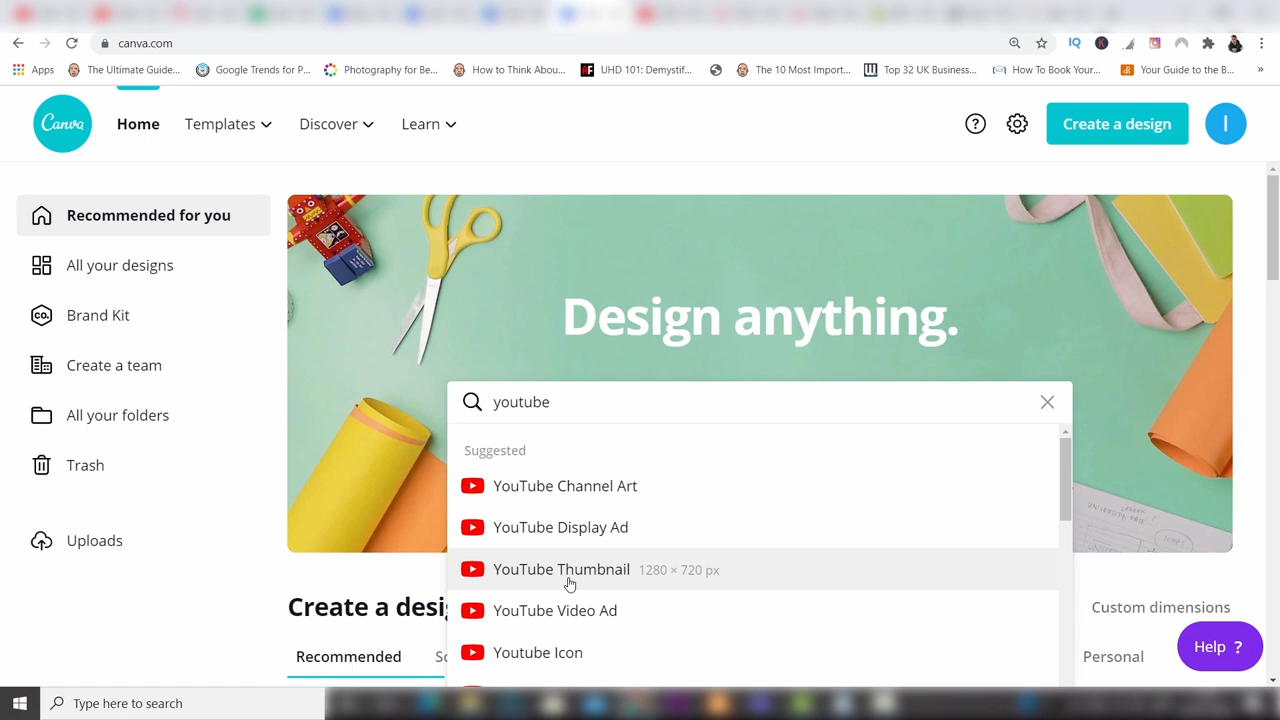 canva.com
Apps
The Ultimate Guide...
Google Trends for P...
Photography for Be...
How to Think Abou...
UHD 101: Demystif...
The 10 Most Import...
Top 32 UK Business...
How To Book Your...
Your Guide to the B...
Canva
Home
Templates
Discover
Learn
Create a design
I
Recommended for you
All your designs
Brand Kit
Create a team
All your folders
Trash
Uploads
Design anything.
youtube
Suggested
YouTube Channel Art
YouTube Display Ad
YouTube Thumbnail 1280 × 720 px
YouTube Video Ad
Youtube Icon
Create a desi
Custom dimensions
Recommended
Personal
Help ?
Type here to search